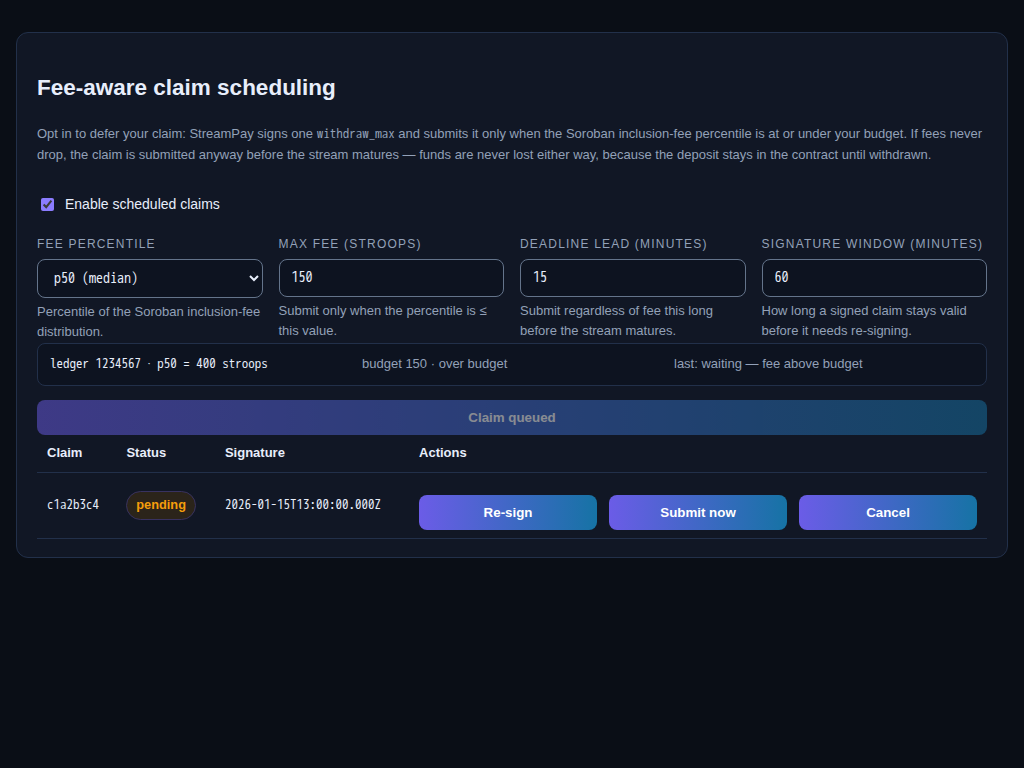 Fee-aware claim scheduling
Opt in to defer your claim: StreamPay signs one withdraw_max and submits it only when the Soroban inclusion-fee percentile is at or under your budget. If fees never
drop, the claim is submitted anyway before the stream matures — funds are never lost either way, because the deposit stays in the contract until withdrawn.
Enable scheduled claims
FEE PERCENTILE
p50 (median)
Percentile of the Soroban inclusion-fee
distribution.
MAX FEE (STROOPS)
150
Submit only when the percentile is ≤
this value.
DEADLINE LEAD (MINUTES)
15
Submit regardless of fee this long
before the stream matures.
SIGNATURE WINDOW (MINUTES)
60
How long a signed claim stays valid
before it needs re-signing.
ledger 1234567 · p50 = 400 stroops budget 150 · over budget last: waiting — fee above budget
Claim queued
Claim Status Signature Actions
c1a2b3c4 pending 2026-01-15T13:00:00.000Z Re-sign Submit now Cancel